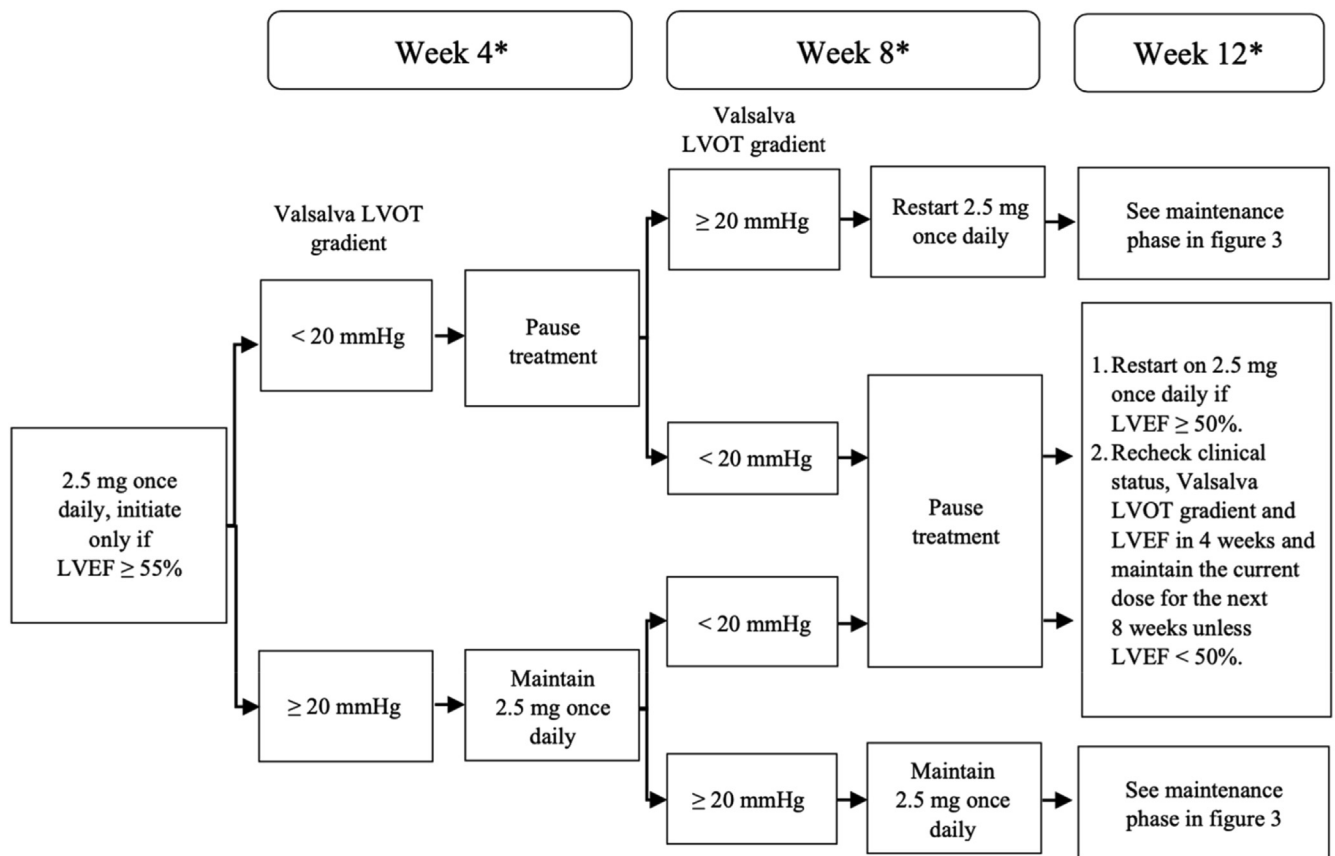 Week 4*
Week 8*
Week 12*
Valsalva
LVOT gradient
Valsalva LVOT
gradient
≥ 20 mmHg
Restart 2.5 mg
once daily
See maintenance
phase in figure 3
< 20 mmHg
Pause
treatment
2.5 mg once
daily, initiate
only if
LVEF ≥ 55%
< 20 mmHg
Pause
treatment
1. Restart on 2.5 mg
once daily if
LVEF ≥ 50%.
2. Recheck clinical
status, Valsalva
LVOT gradient and
LVEF in 4 weeks and
maintain the current
dose for the next
8 weeks unless
LVEF < 50%.
< 20 mmHg
≥ 20 mmHg
Maintain
2.5 mg once
daily
≥ 20 mmHg
Maintain
2.5 mg once
daily
See maintenance
phase in figure 3